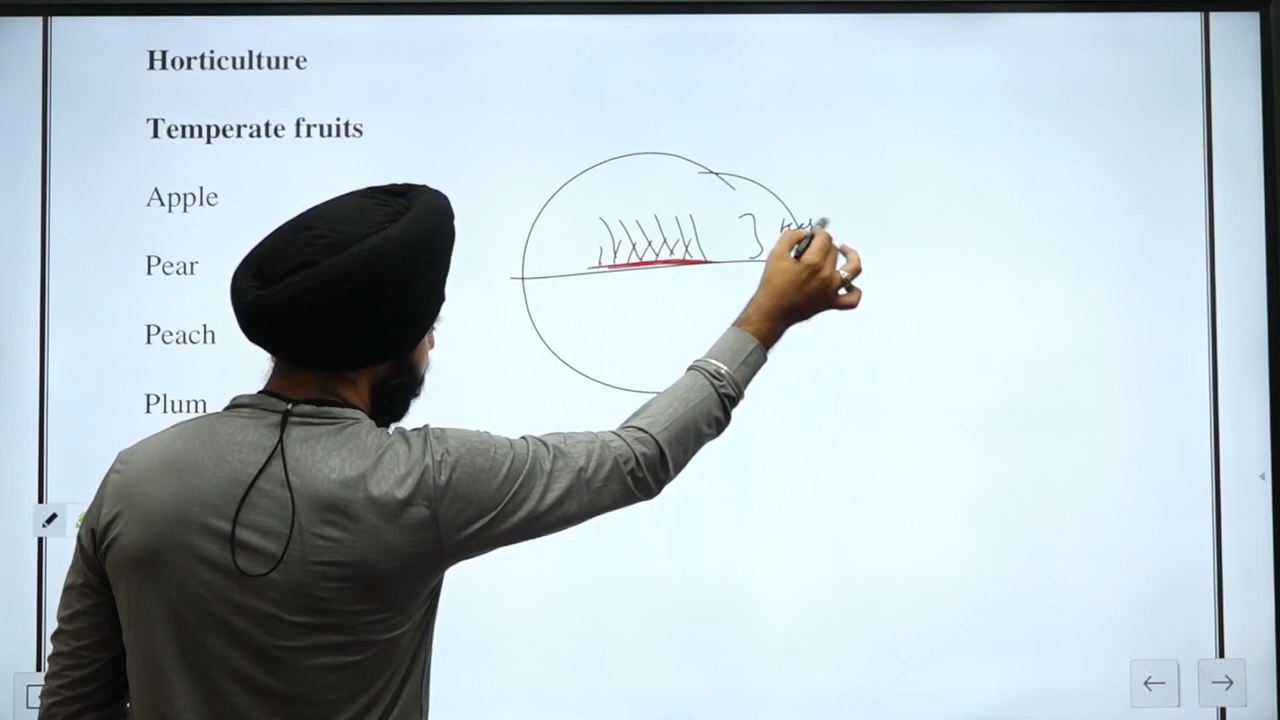 Horticulture
Temperate fruits
Apple
Pear
Peach
Plum